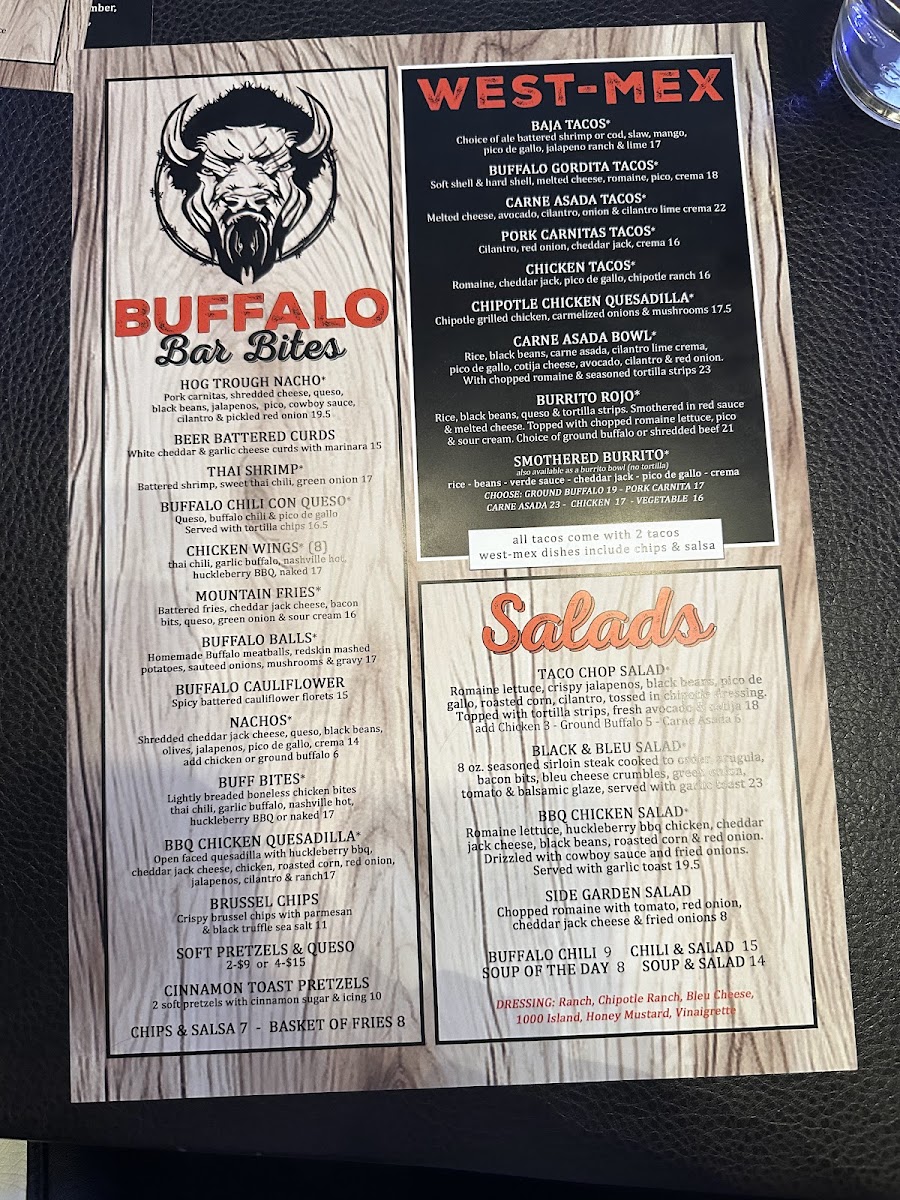 mber,
BUFFALO
Bar Bites
HOG TROUGH NACHO*
Pork carnitas, shredded cheese, queso,
black beans, jalapenos, pico, cowboy sauce,
cilantro & pickled red onion 19.5
BEER BATTERED CURDS
White cheddar & garlic cheese curds with marinara 15
THAI SHRIMP*
Battered shrimp, sweet thai chili, green onion 17
BUFFALO CHILI CON QUESO*
Queso, buffalo chili & pico de gallo
Served with tortilla chips 16.5
CHICKEN WINGS* (8)
thai chili, garlic buffalo, nashville hot,
huckleberry BBQ, naked 17
MOUNTAIN FRIES*
Battered fries, cheddar jack cheese, bacon
bits, queso, green onion & sour cream 16
BUFFALO BALLS*
Homemade Buffalo meatballs, redskin mashed
potatoes, sauteed onions, mushrooms & gravy 17
BUFFALO CAULIFLOWER
Spicy battered cauliflower florets 15
NACHOS*
Shredded cheddar jack cheese, queso, black beans,
olives, jalapenos, pico de gallo, crema 14
add chicken or ground buffalo 6
BUFF BITES*
Lightly breaded boneless chicken bites
thai chili, garlic buffalo, nashville hot,
huckleberry BBQ or naked 17
BBQ CHICKEN QUESADILLA*
Open faced quesadilla with huckleberry bbq,
cheddar jack cheese, chicken, roasted corn, red onion,
jalapenos, cilantro & ranch17
BRUSSEL CHIPS
Crispy brussel chips with parmesan
& black truffle sea salt 11
SOFT PRETZELS & QUESO
2-$9 or 4-$15
CINNAMON TOAST PRETZELS
2 soft pretzels with cinnamon sugar & icing 10
CHIPS & SALSA 7 - BASKET OF FRIES 8
WEST-MEX
BAJA TACOS*
Choice of ale battered shrimp or cod, slaw, mango,
pico de gallo, jalapeno ranch & lime 17
BUFFALO GORDITA TACOS*
Soft shell & hard shell, melted cheese, romaine, pico, crema 18
CARNE ASADA TACOS*
Melted cheese, avocado, cilantro, onion & cilantro lime crema 22
PORK CARNITAS TACOS*
Cilantro, red onion, cheddar jack, crema 16
CHICKEN TACOS*
Romaine, cheddar jack, pico de gallo, chipotle ranch 16
CHIPOTLE CHICKEN QUESADILLA*
Chipotle grilled chicken, carmelized onions & mushrooms 17.5
CARNE ASADA BOWL*
Rice, black beans, carne asada, cilantro lime crema,
pico de gallo, cotija cheese, avocado, cilantro & red onion.
With chopped romaine & seasoned tortilla strips 23
BURRITO ROJO*
Rice, black beans, queso & tortilla strips. Smothered in red sauce
& melted cheese. Topped with chopped romaine lettuce, pico
& sour cream. Choice of ground buffalo or shredded beef 21
SMOTHERED BURRITO*
also available as a burrito bowl (no tortilla)
rice - beans - verde sauce - cheddar jack - pico de gallo - crema
CHOOSE: GROUND BUFFALO 19 - PORK CARNITA 17
CARNE ASADA 23 - CHICKEN 17 - VEGETABLE 16
all tacos come with 2 tacos
west-mex dishes include chips & salsa
Salads
TACO CHOP SALAD*
Romaine lettuce, crispy jalapenos, black beans, pico de
gallo, roasted corn, cilantro, tossed in chipotle dressing.
Topped with tortilla strips, fresh avocado & cotija 18
add Chicken 3 - Ground Buffalo 5 - Carne Asada 6
BLACK & BLEU SALAD*
8 oz. seasoned sirloin steak cooked to order, arugula,
bacon bits, bleu cheese crumbles, green onion,
tomato & balsamic glaze, served with garlic toast 23
BBQ CHICKEN SALAD*
Romaine lettuce, huckleberry bbq chicken, cheddar
jack cheese, black beans, roasted corn & red onion.
Drizzled with cowboy sauce and fried onions.
Served with garlic toast 19.5
SIDE GARDEN SALAD
Chopped romaine with tomato, red onion,
cheddar jack cheese & fried onions 8
BUFFALO CHILI 9 CHILI & SALAD 15
SOUP OF THE DAY 8 SOUP & SALAD 14
DRESSING: Ranch, Chipotle Ranch, Bleu Cheese,
1000 Island, Honey Mustard, Vinaigrette